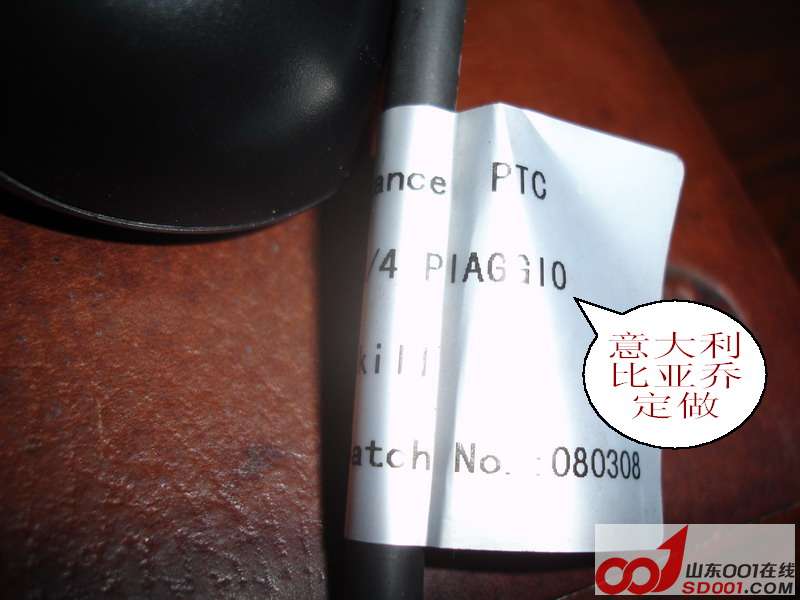 ance PTC
/4 PIAGGIO
意大利
比亚乔
定做
kill
atch No. :080308
山东001在线
SD001.COM